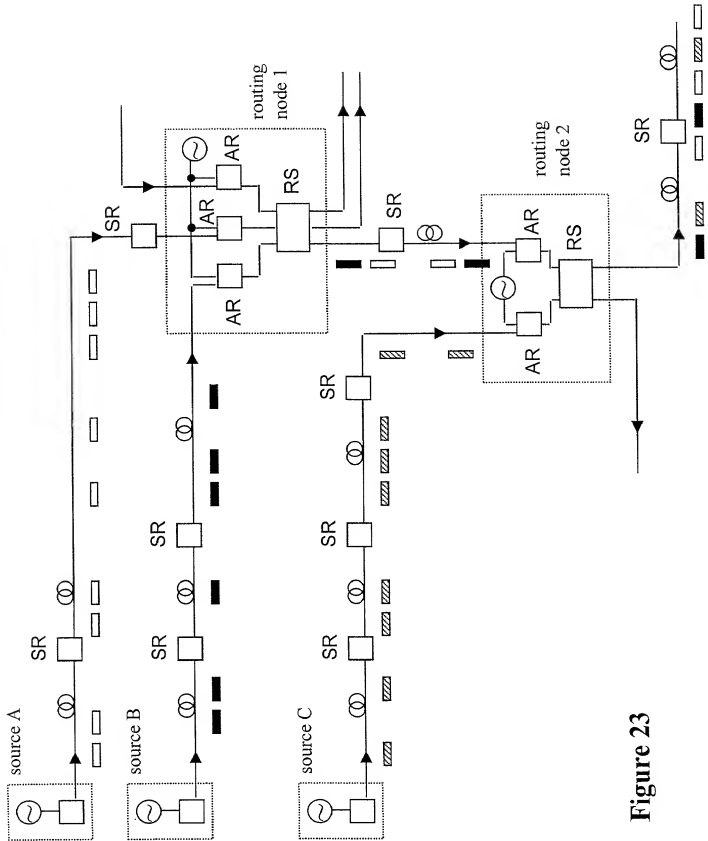 source A
SR
SR
source B
SR
SR
source C
SR
SR
SR
AR
AR
AR
RS
routing
node 1
SR
AR
AR
RS
routing
node 2
SR
Figure 23